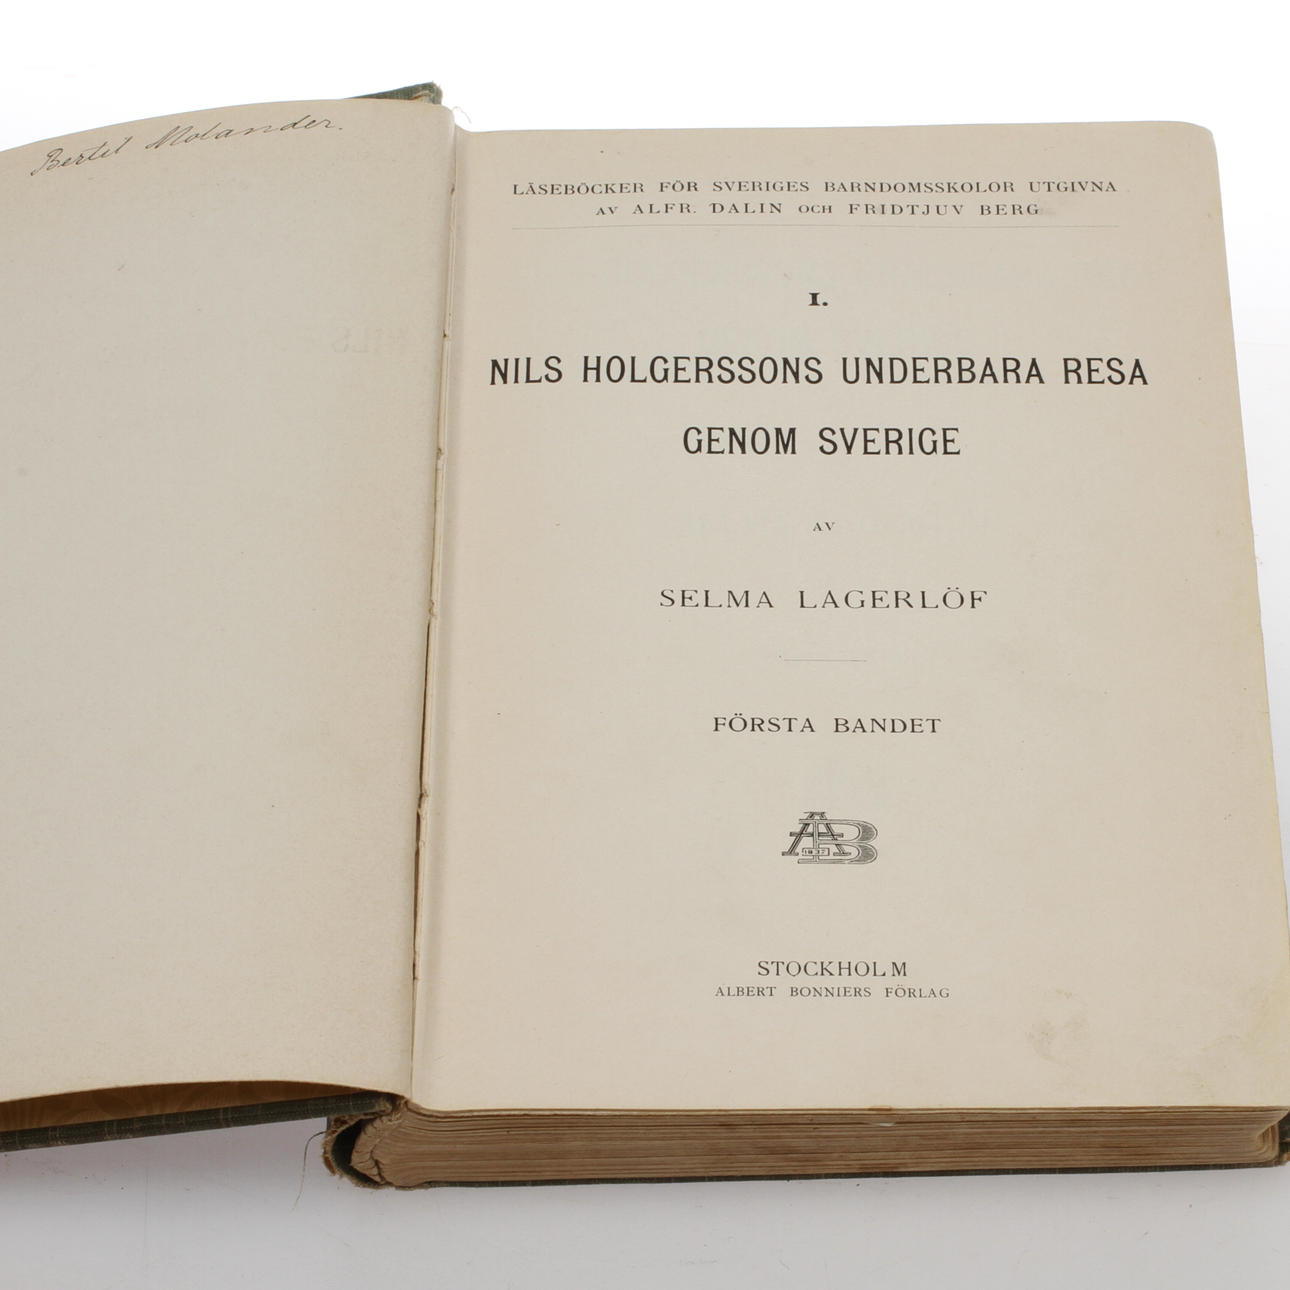 Bertil Molander.
LÄSEBÖCKER FÖR SVERIGES BARNDOMSSKOLOR UTGIVNA
AV ALFR. DALIN OCH FRIDTJUV BERG
I.
NILS HOLGERSSONS UNDERBARA RESA
GENOM SVERIGE
AV
SELMA LAGERLÖF
FÖRSTA BANDET
AB
1837
STOCKHOLM
ALBERT BONNIERS FÖRLAG